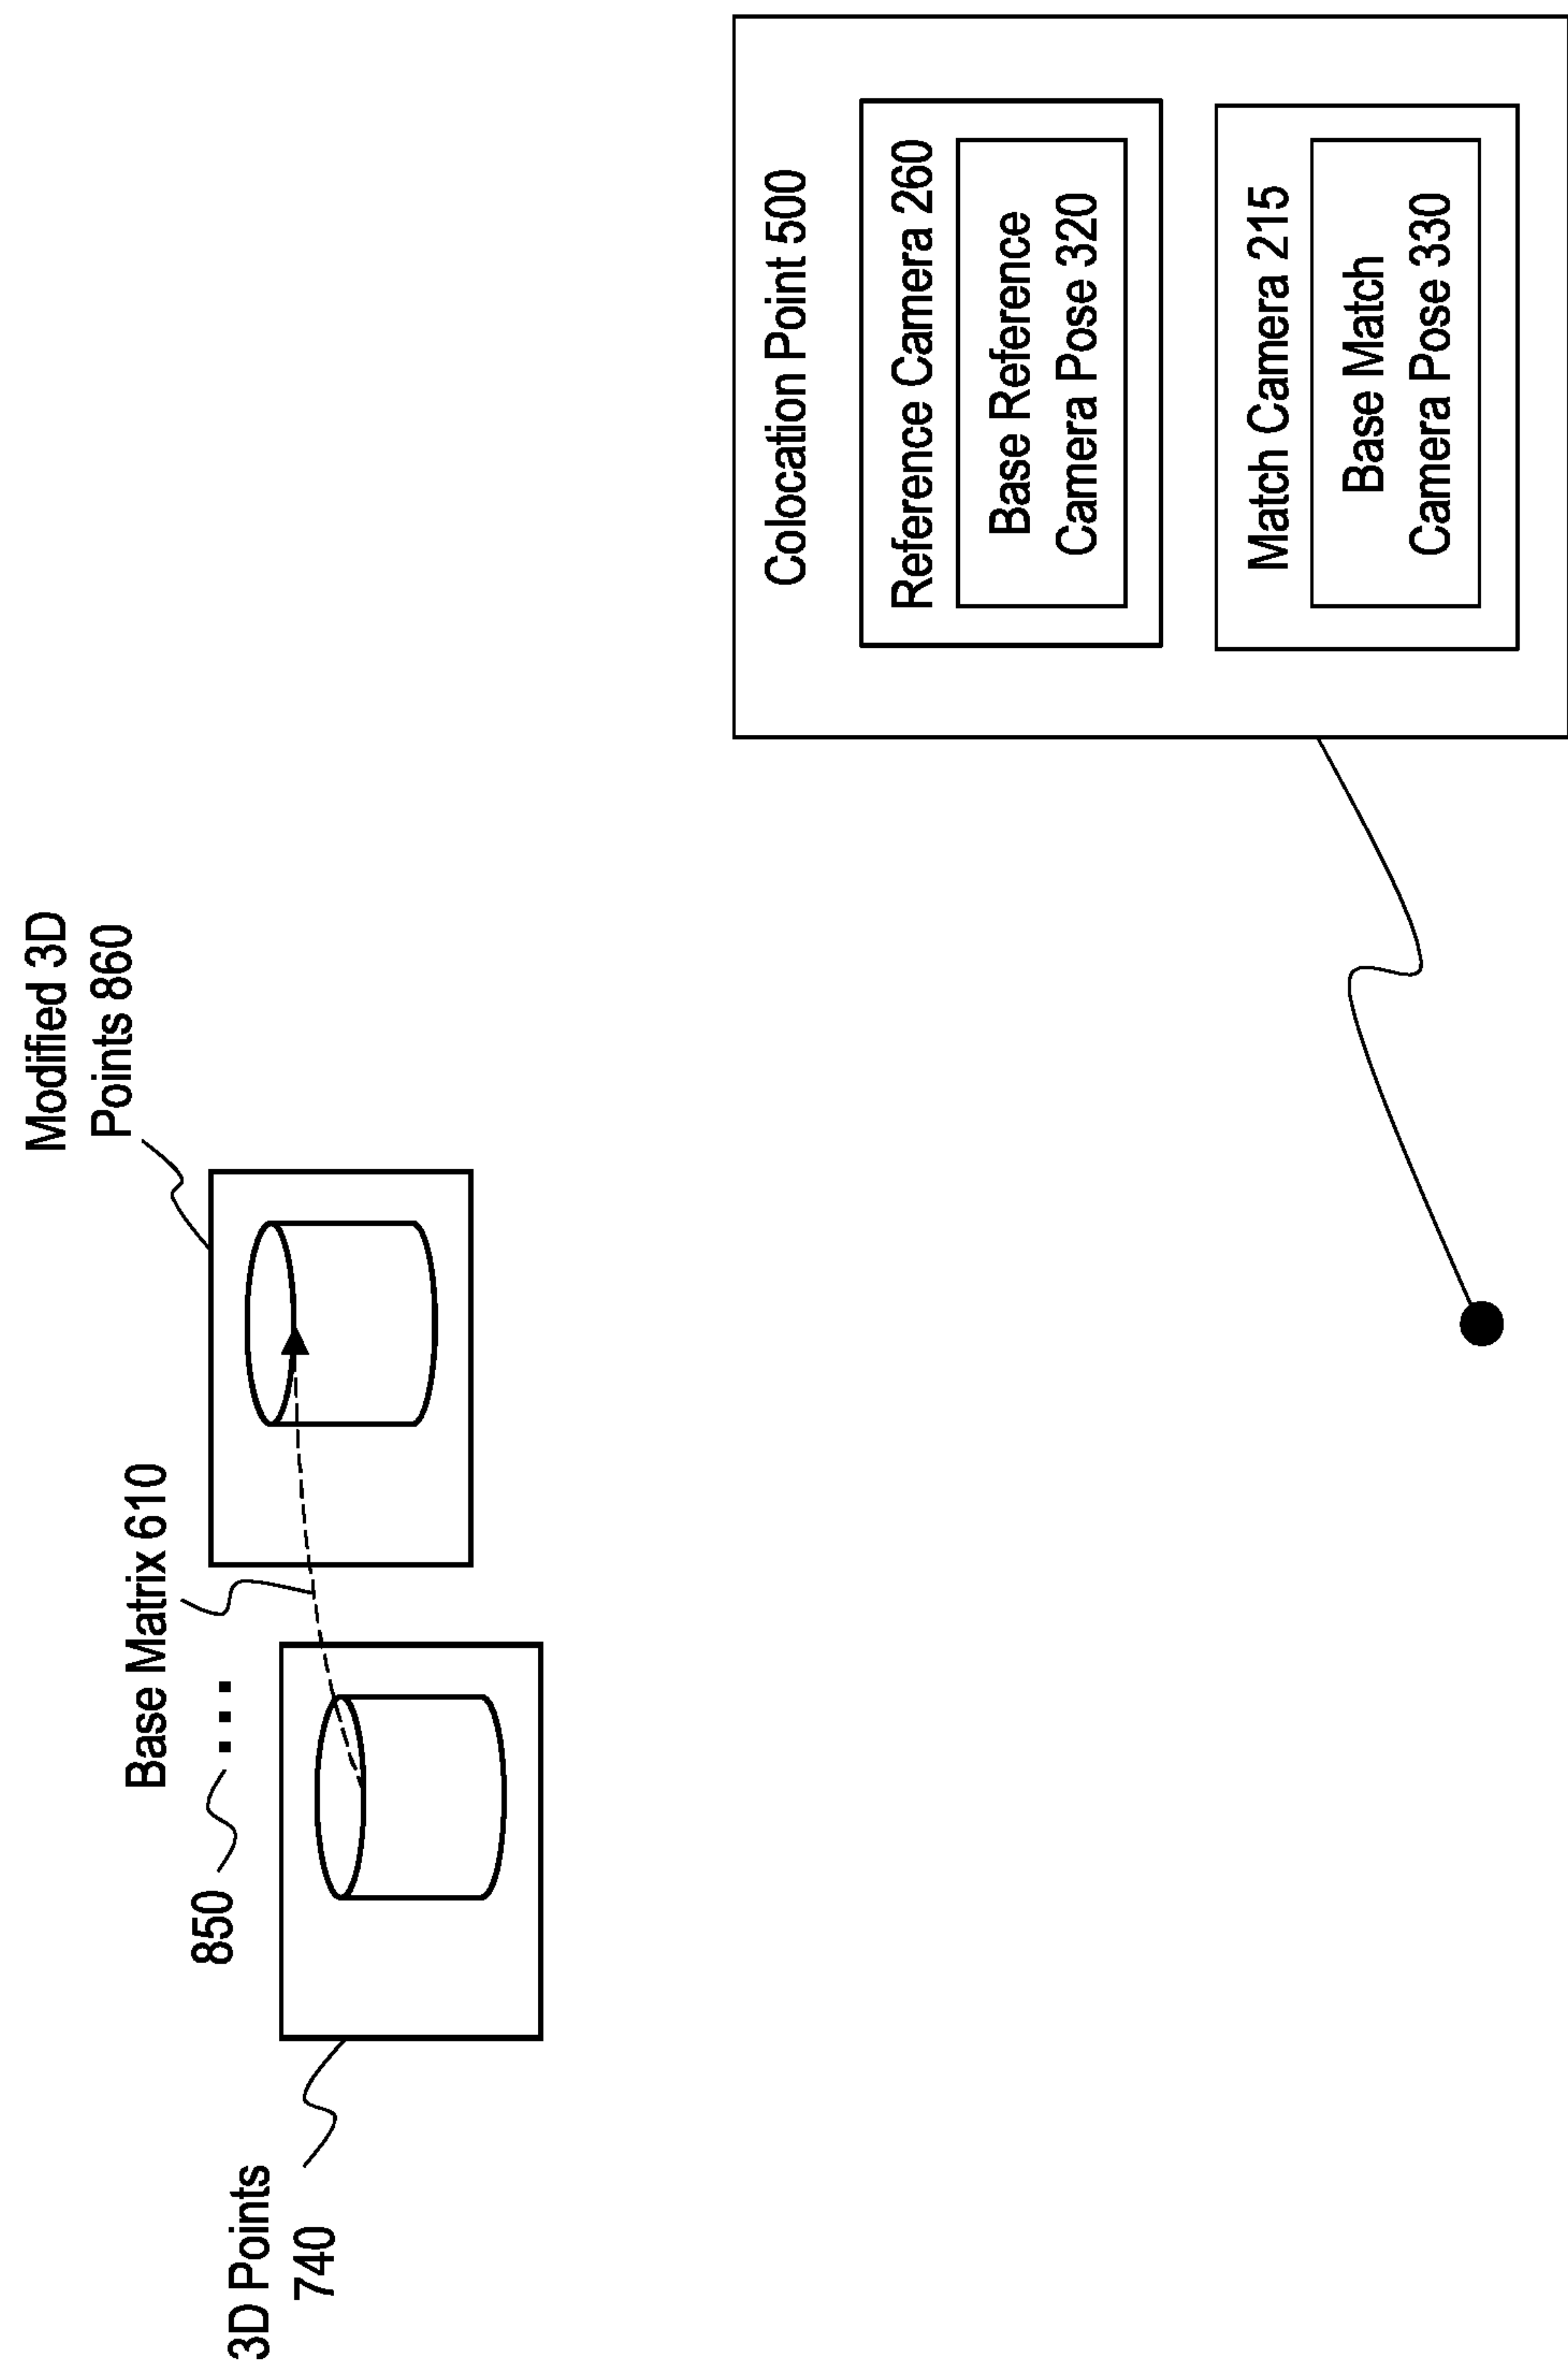 3D Points
740
850
Base Matrix 610
Modified 3D
Points 860
Colocation Point 500
Reference Camera 260
Base Reference
Camera Pose 320
Match Camera 215
Base Match
Camera Pose 330